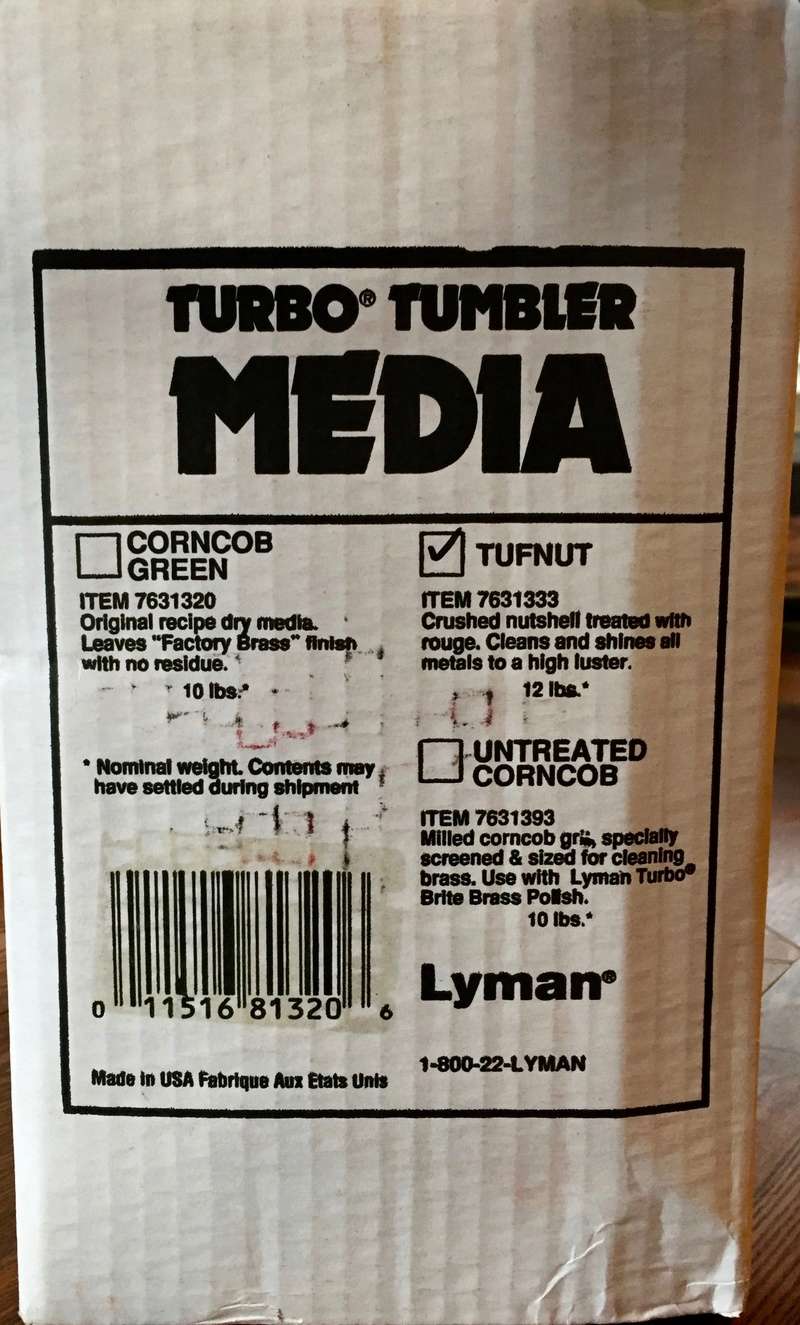 TURBO® TUMBLER
MEDIA
CORNCOB
GREEN
ITEM 7631320
Original recipe dry media.
Leaves "Factory Brass" finish
with no residue.
10 lbs.*
* Nominal weight. Contents may
have settled during shipment
0 11516 81320 6
Made in USA Fabrique Aux Etats Unis
TUFNUT
ITEM 7631333
Crushed nutshell treated with
rouge. Cleans and shines all
metals to a high luster.
12 lbs.*
UNTREATED
CORNCOB
ITEM 7631393
Milled corncob grit, specially
screened & sized for cleaning
brass. Use with Lyman Turbo®
Brite Brass Polish.
10 lbs.*
Lyman®
1-800-22-LYMAN